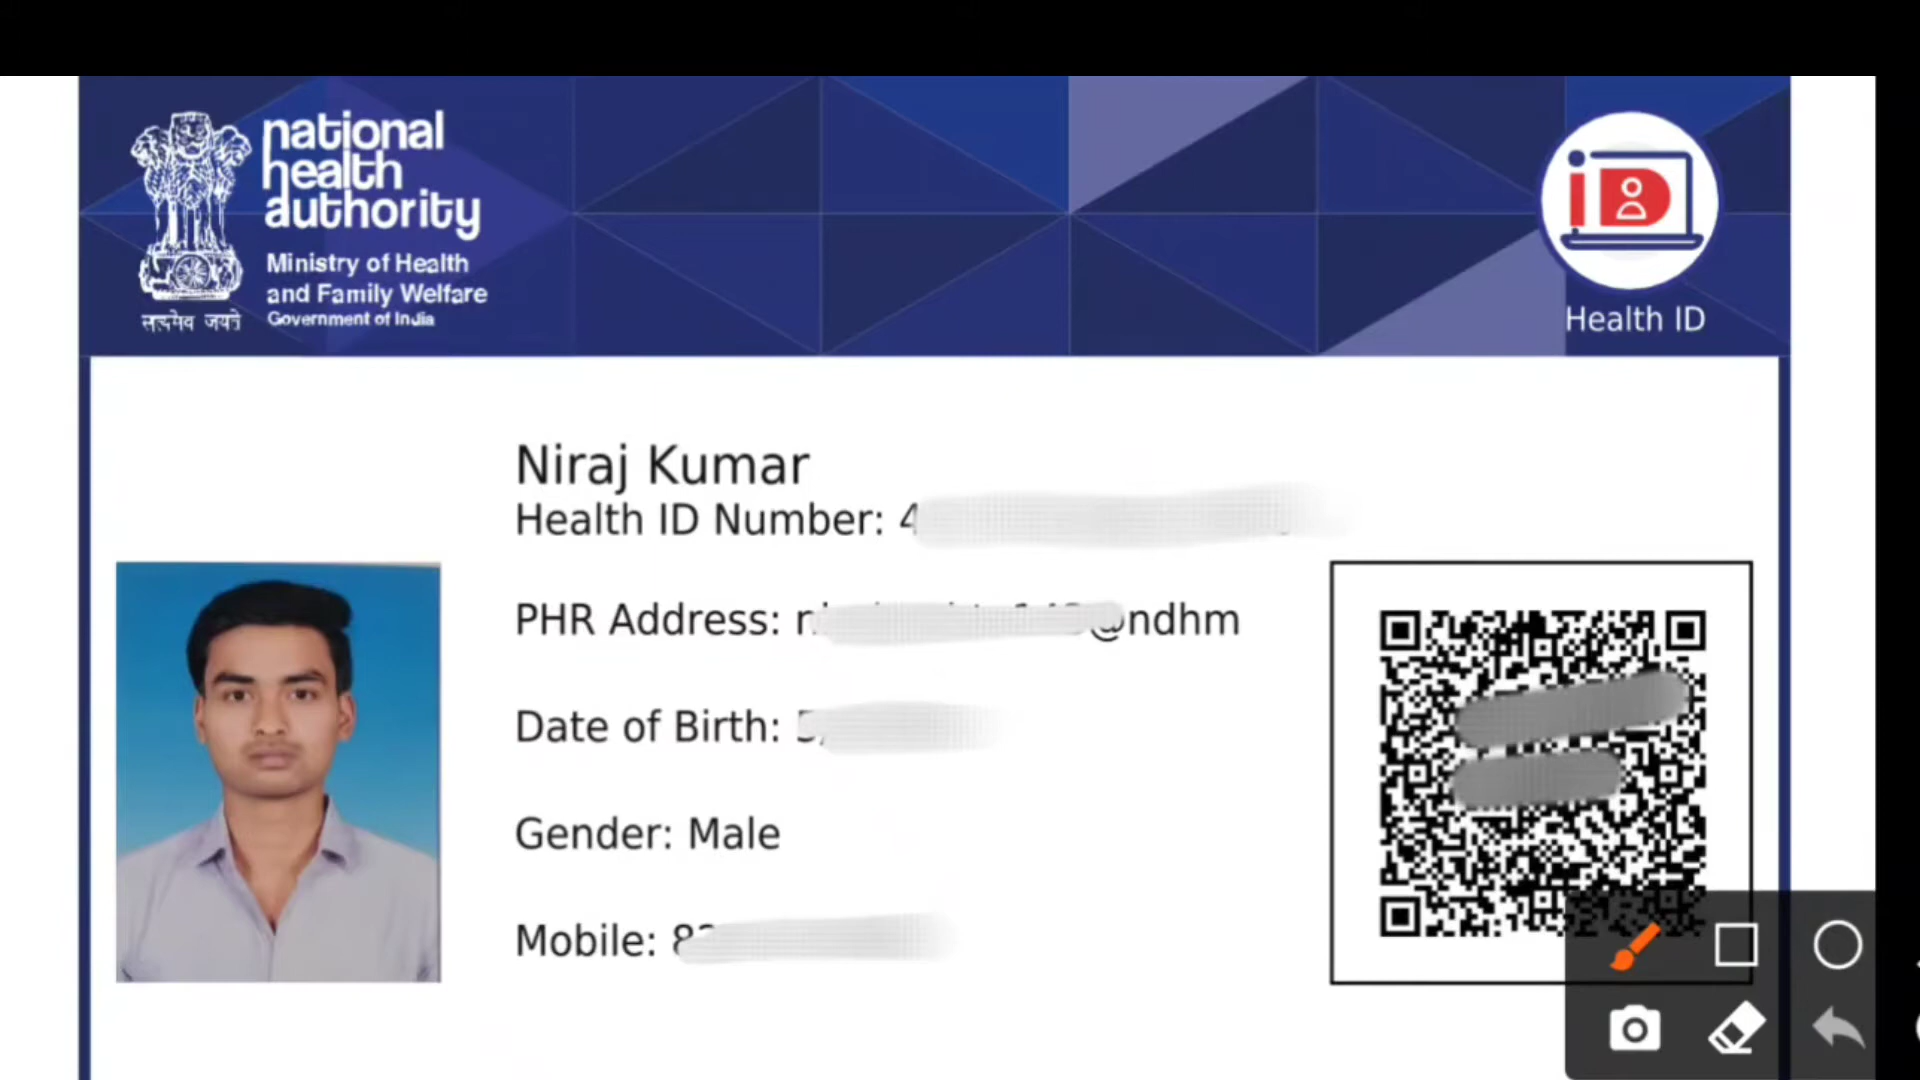 national
health
authority
Ministry of Health
and Family Welfare
Government of India
सत्यमेव जयते
Health ID
Niraj Kumar
Health ID Number: 4
PHR Address: @ndhm
Date of Birth:
Gender: Male
Mobile: 8